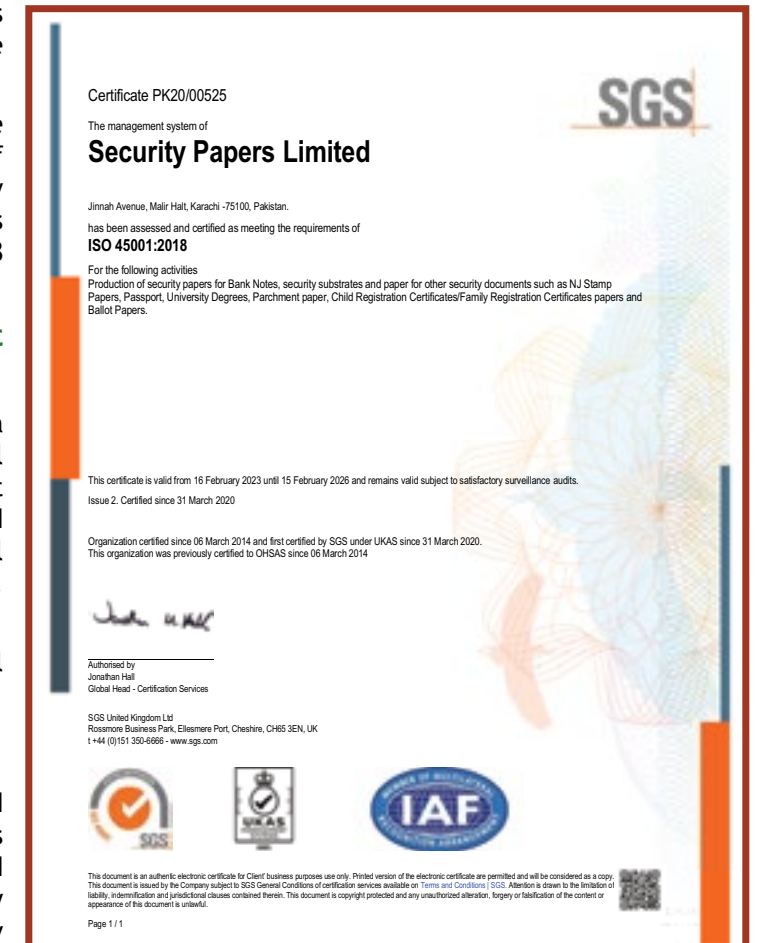 Certificate PK20/00525
SGS
The management system of
Security Papers Limited
Jinnah Avenue, Malir Halt, Karachi -75100, Pakistan.
has been assessed and certified as meeting the requirements of
ISO 45001:2018
For the following activities
Production of security papers for Bank Notes, security substrates and paper for other security documents such as NJ Stamp
Papers, Passport, University Degrees, Parchment paper, Child Registration Certificates/Family Registration Certificates papers and
Ballot Papers.
This certificate is valid from 16 February 2023 until 15 February 2026 and remains valid subject to satisfactory surveillance audits.
Issue 2. Certified since 31 March 2020
Organization certified since 06 March 2014 and first certified by SGS under UKAS since 31 March 2020.
This organization was previously certified to OHSAS since 06 March 2014
Authorised by
Jonathan Hall
Global Head - Certification Services
SGS United Kingdom Ltd
Rossmore Business Park, Ellesmere Port, Cheshire, CH65 3EN, UK
t +44 (0)151 350-6666 - www.sgs.com
SGS
UKAS
IAF
This document is an authentic electronic certificate for Client' business purposes use only. Printed version of the electronic certificate are permitted and will be considered as a copy.
This document is issued by the Company subject to SGS General Conditions of certification services available on Terms and Conditions | SGS. Attention is drawn to the limitation of
liability, indemnification and jurisdictional clauses contained therein. This document is copyright protected and any unauthorized alteration, forgery or falsification of the content or
appearance of this document is unlawful.
Page 1 / 1